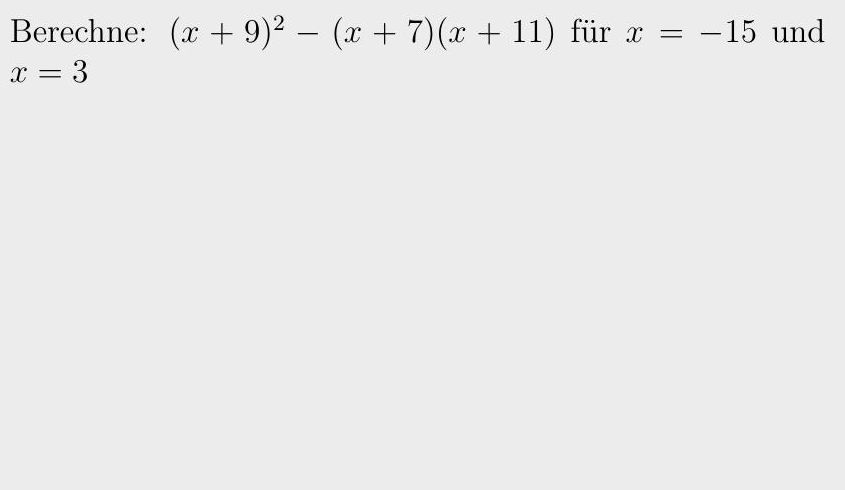 Berechne: (x + 9)² − (x + 7)(x + 11) für x = −15 und
x = 3